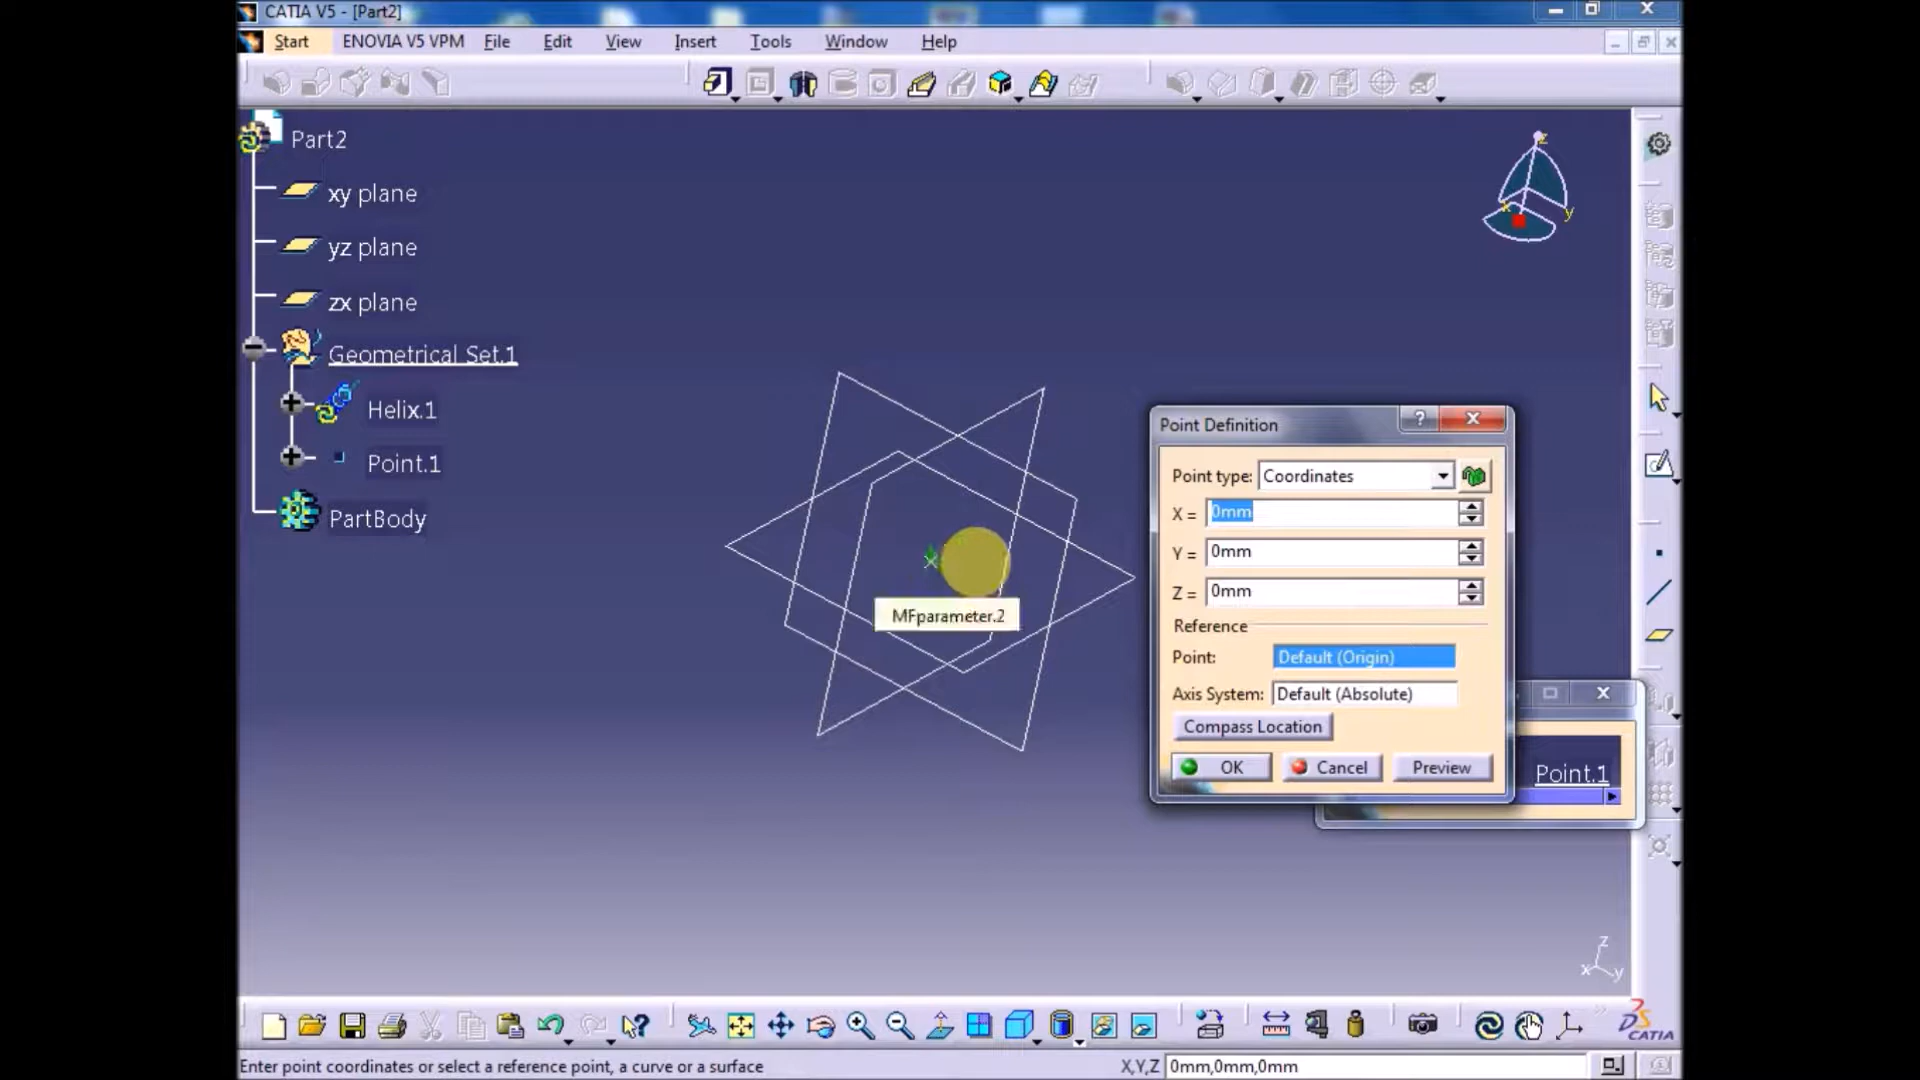 CATIA V5 - [Part2]
Start ENOVIA V5 VPM File Edit View Insert Tools Window Help
Part2
xy plane
yz plane
zx plane
Geometrical Set.1
Helix.1
Point.1
PartBody
z
x
y
MFparameter.2
Point Definition
?
Point type: Coordinates
X = 0mm
Y = 0mm
Z = 0mm
Reference
Point: Default (Origin)
Axis System: Default (Absolute)
Compass Location
OK Cancel Preview
Point.1
z
x y
DS CATIA
Enter point coordinates or select a reference point, a curve or a surface X,Y,Z 0mm,0mm,0mm